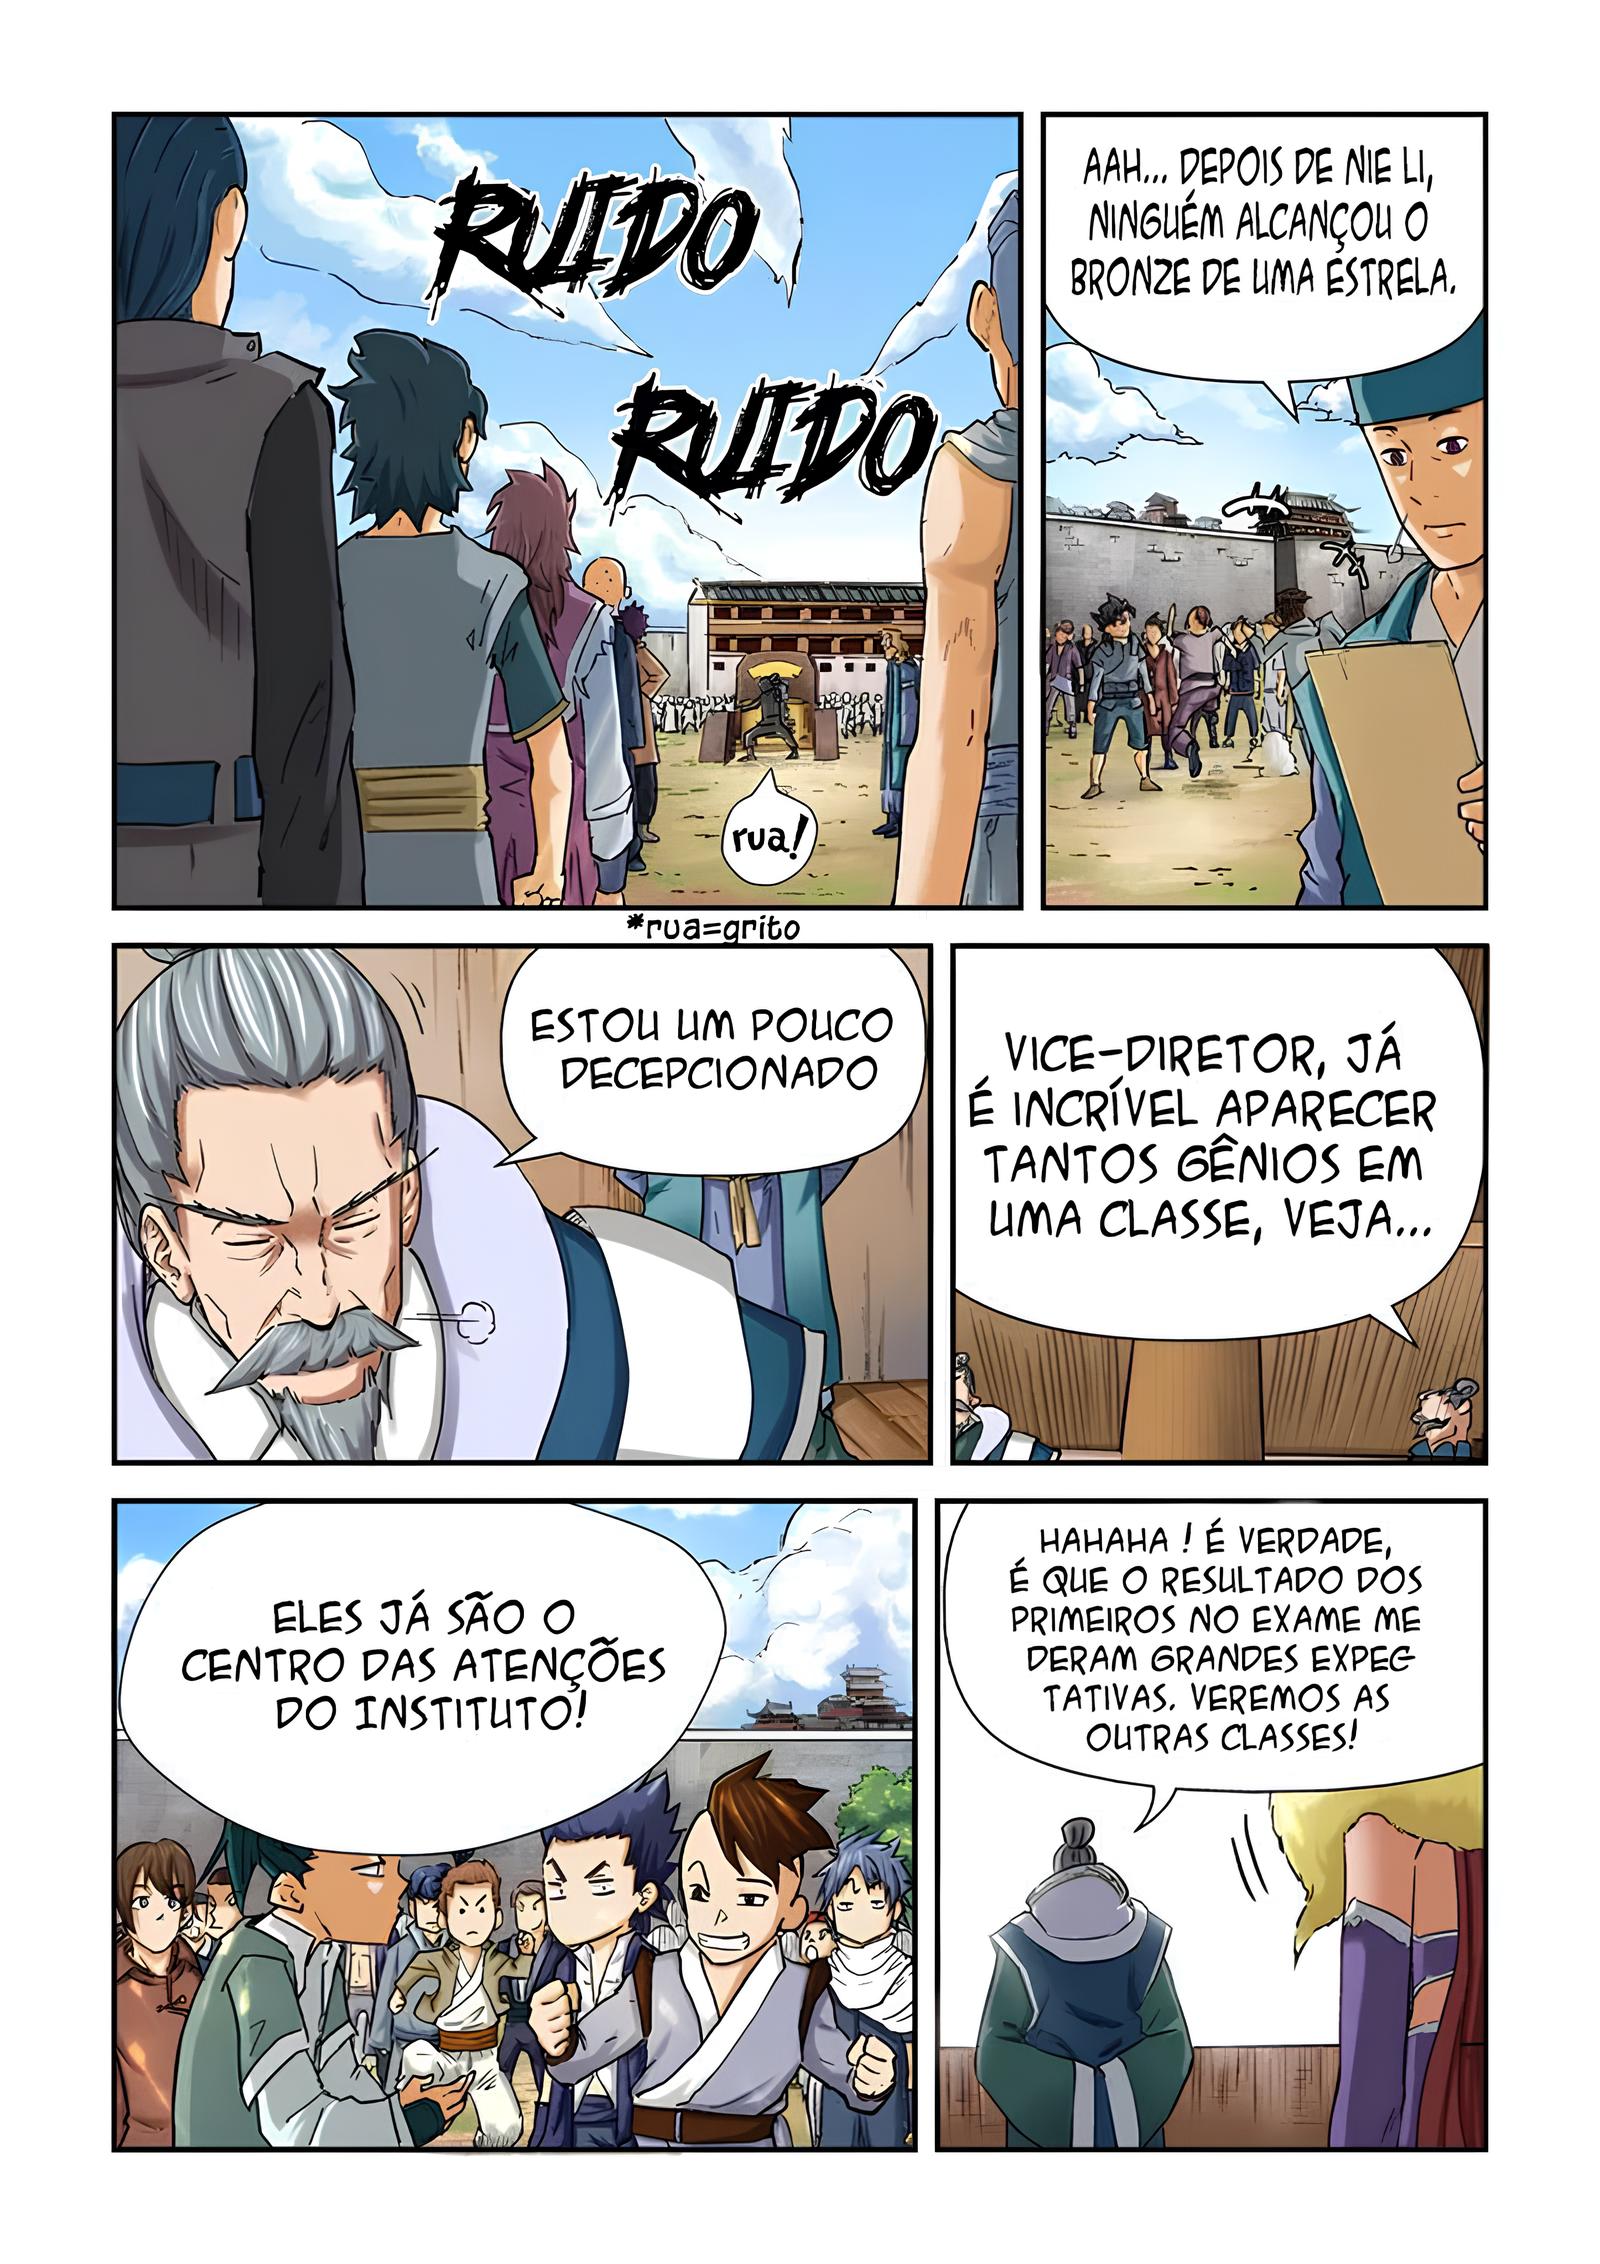 RUIDO
RUIDO
rua!
*rua=grito
AAH... DEPOIS DE NIE LI,
NINGUÉM ALCANÇOU O
BRONZE DE UMA ESTRELA.
ESTOU UM POUCO
DECEPCIONADO
VICE-DIRETOR, JÁ
É INCRÍVEL APARECER
TANTOS GÊNIOS EM
UMA CLASSE, VEJA...
ELES JÁ SÃO O
CENTRO DAS ATENÇÕES
DO INSTITUTO!
HAHAHA ! É VERDADE,
É QUE O RESULTADO DOS
PRIMEIROS NO EXAME ME
DERAM GRANDES EXPEC-
TATIVAS. VEREMOS AS
OUTRAS CLASSES!